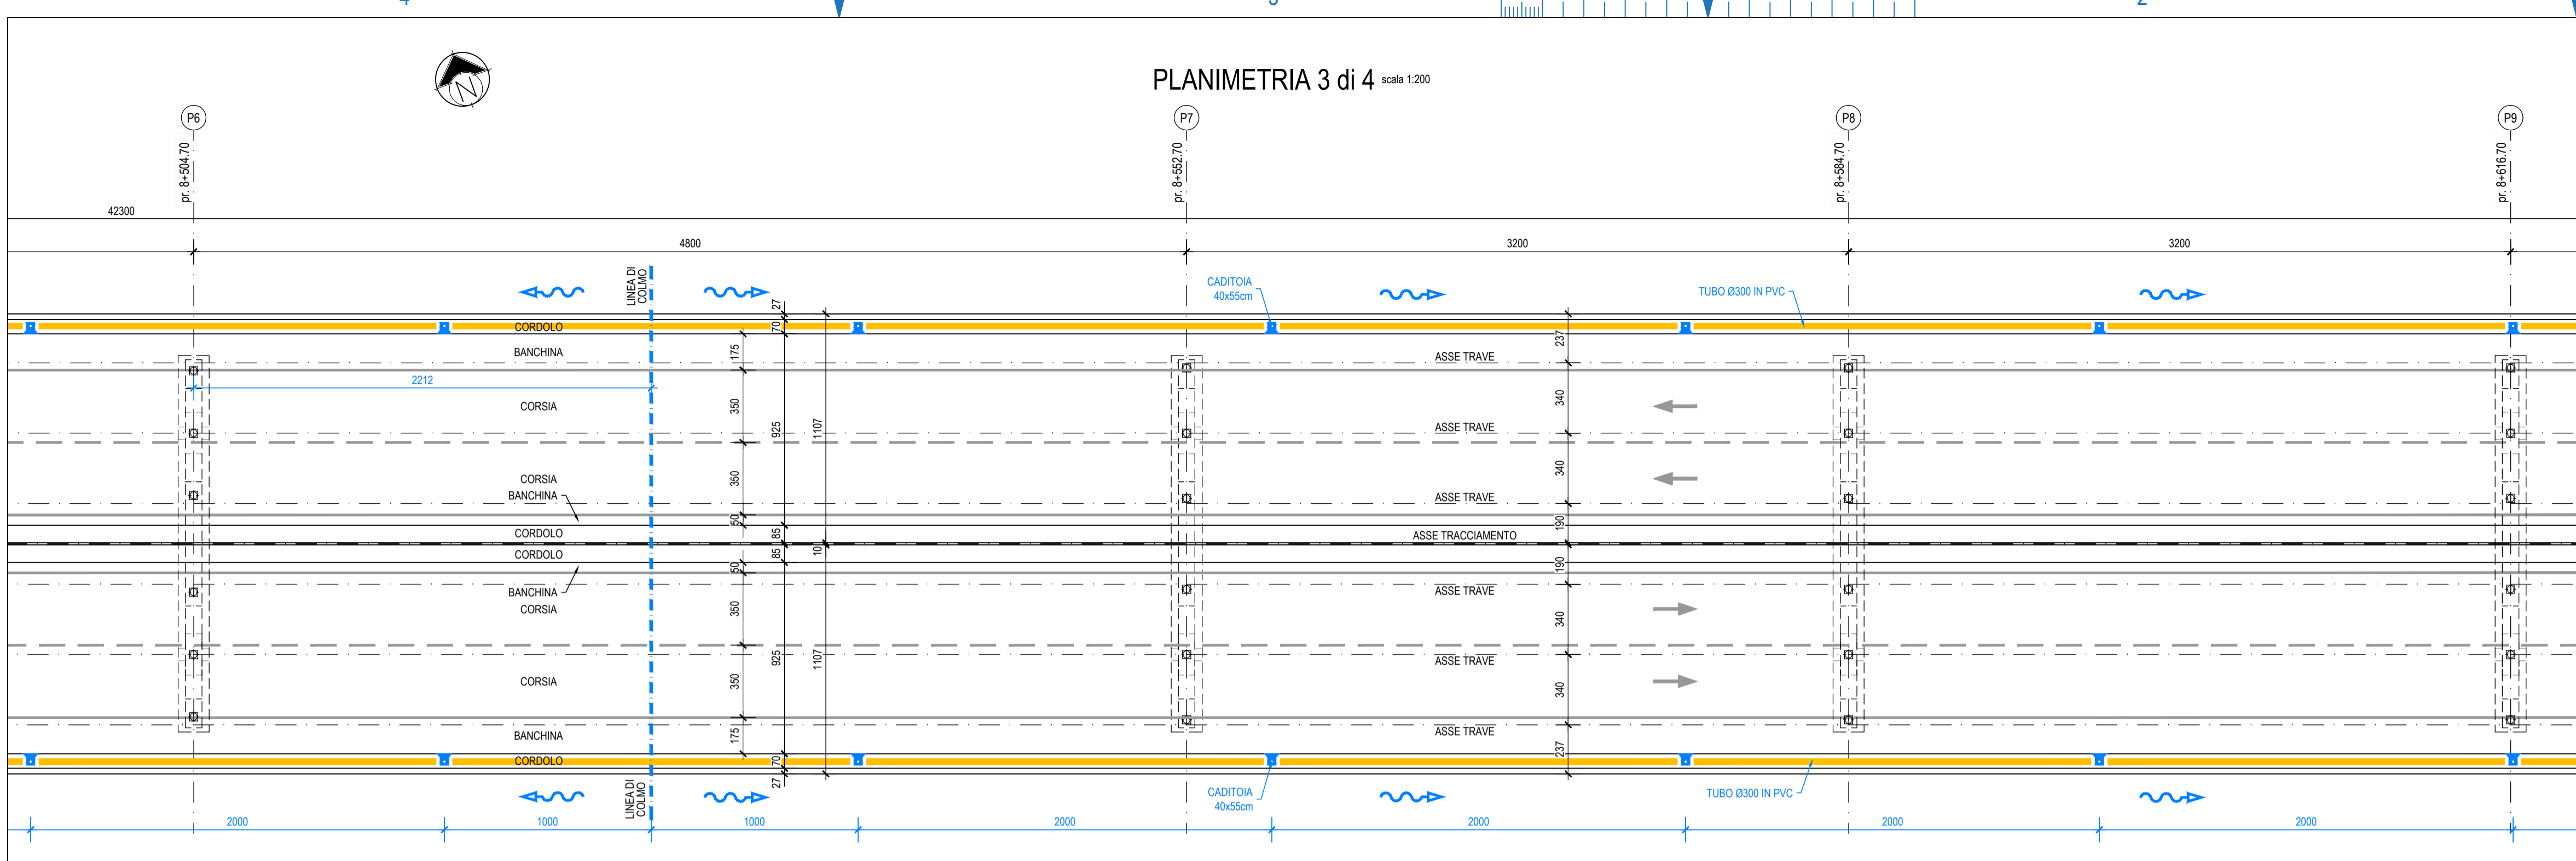 PLANIMETRIA 3 di 4 scala 1:200
N
P6
P7
P8
P9
pr. 8+504.70
pr. 8+552.70
pr. 8+584.70
pr. 8+616.70
42300
4800
3200
3200
LINEA DI
COLMO
CADITOIA
40x55cm
TUBO Ø300 IN PVC
27
70
CORDOLO
237
BANCHINA
175
ASSE TRAVE
2212
CORSIA
350
925
1107
340
ASSE TRAVE
CORSIA
350
340
BANCHINA
ASSE TRAVE
50
190
CORDOLO
85
ASSE TRACCIAMENTO
10
CORDOLO
85
50
190
BANCHINA
ASSE TRAVE
CORSIA
350
340
925
1107
ASSE TRAVE
CORSIA
350
340
BANCHINA
175
ASSE TRAVE
237
CORDOLO
70
27
LINEA DI
COLMO
CADITOIA
40x55cm
TUBO Ø300 IN PVC
2000
1000
1000
2000
2000
2000
2000